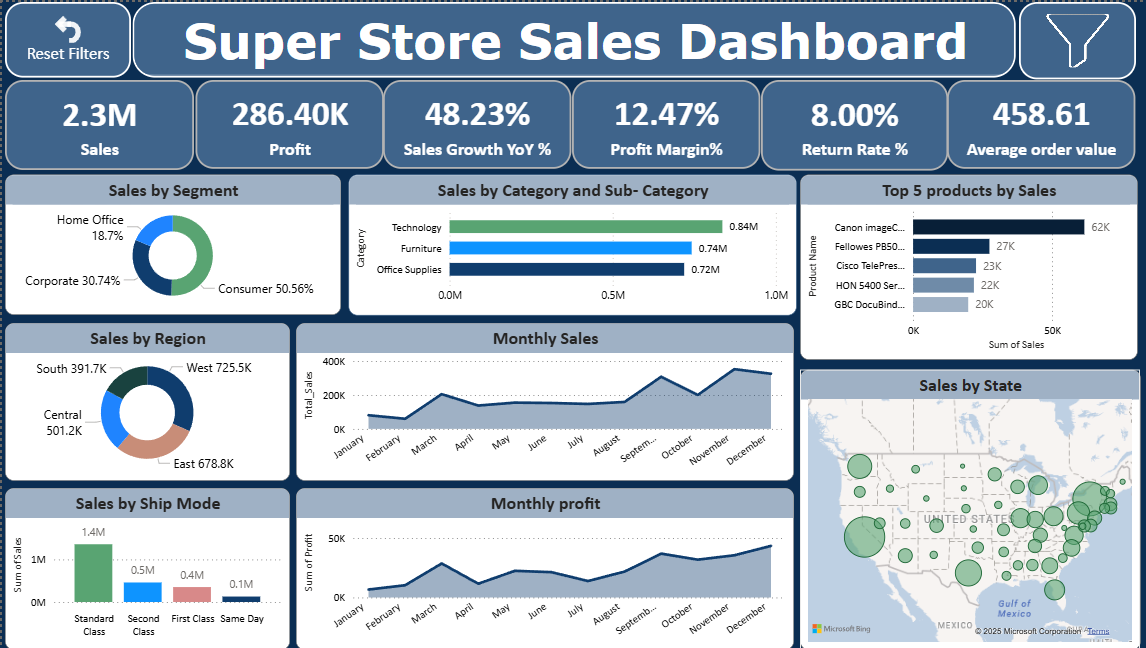 Reset Filters
Super Store Sales Dashboard
2.3M
Sales
286.40K
Profit
48.23%
Sales Growth YoY %
12.47%
Profit Margin%
8.00%
Return Rate %
458.61
Average order value
Sales by Segment
Home Office
18.7%
Corporate 30.74%
Consumer 50.56%
Sales by Category and Sub- Category
Category
Technology
0.84M
Furniture
0.74M
Office Supplies
0.72M
0.0M
0.5M
1.0M
Top 5 products by Sales
Product Name
Canon imageC...
62K
Fellowes PB50...
27K
Cisco TelePres...
23K
HON 5400 Ser...
22K
GBC DocuBind...
20K
0K
50K
Sum of Sales
Sales by Region
South 391.7K
West 725.5K
Central
501.2K
East 678.8K
Monthly Sales
Total_Sales
400K
200K
0K
January
February
March
April
May
June
July
August
Septem...
October
November
December
Sales by State
UNITED STATES
Gulf of
Mexico
MEXICO
Microsoft Bing
© 2025 Microsoft Corporation
Terms
Sales by Ship Mode
Sum of Sales
1M
0M
1.4M
0.5M
0.4M
0.1M
Standard
Class
Second
Class
First Class
Same Day
Monthly profit
Sum of Profit
50K
0K
January
February
March
April
May
June
July
August
Septemb...
October
November
December